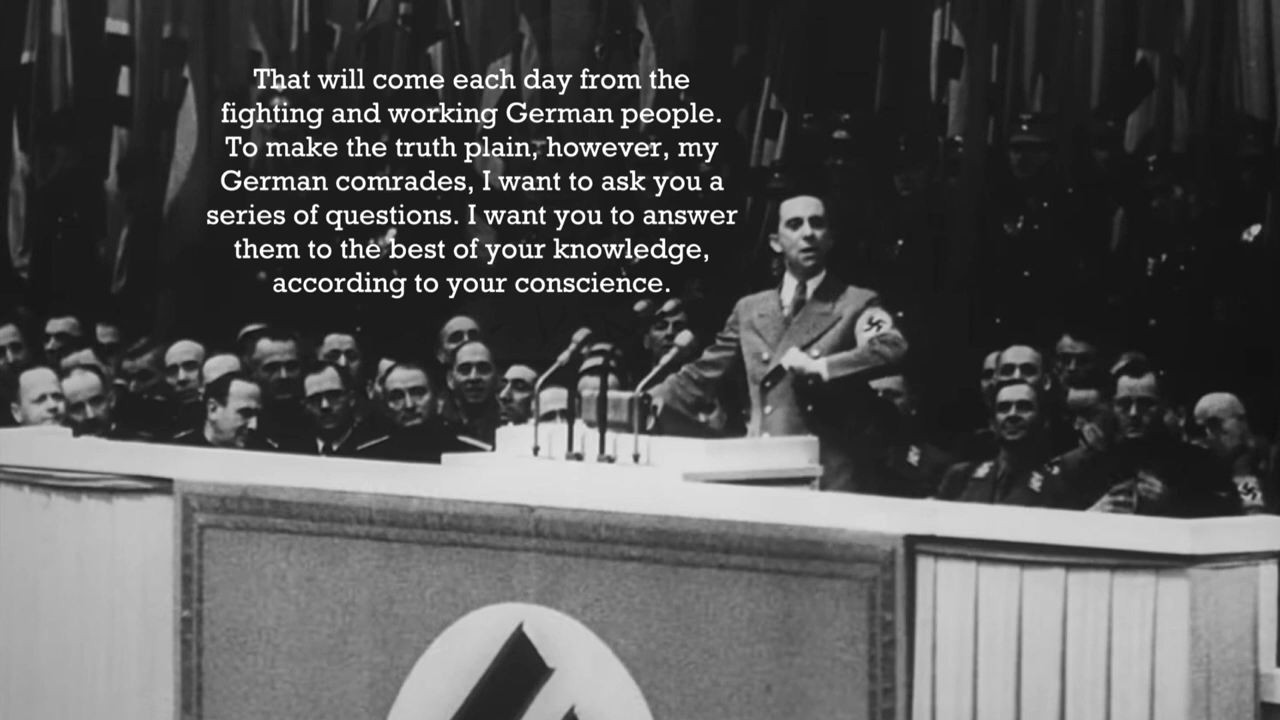 That will come each day from the
fighting and working German people.
To make the truth plain, however, my
German comrades, I want to ask you a
series of questions. I want you to answer
them to the best of your knowledge,
according to your conscience.